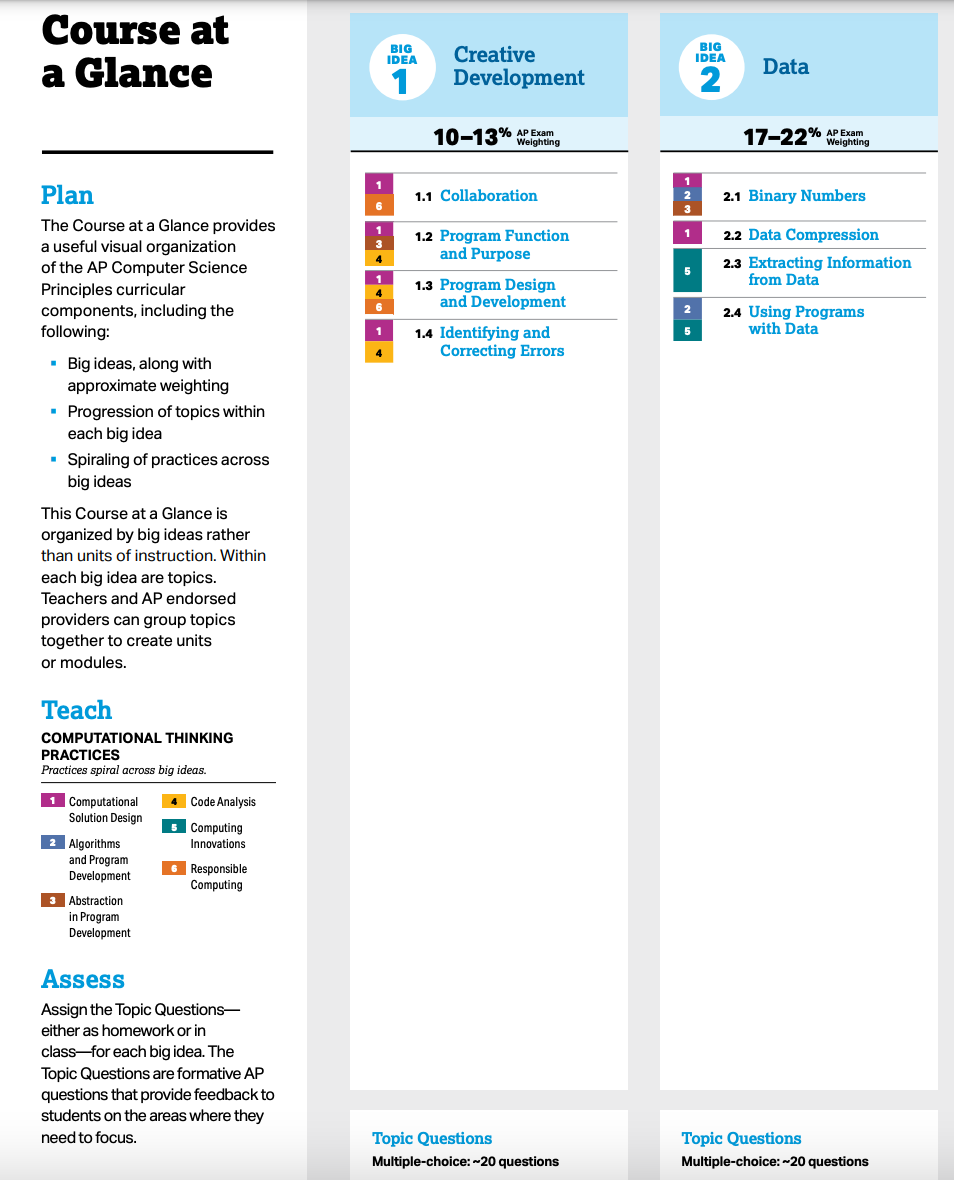 Course at
a Glance
Plan
The Course at a Glance provides
a useful visual organization
of the AP Computer Science
Principles curricular
components, including the
following:
▪ Big ideas, along with
approximate weighting
▪ Progression of topics within
each big idea
▪ Spiraling of practices across
big ideas
This Course at a Glance is
organized by big ideas rather
than units of instruction. Within
each big idea are topics.
Teachers and AP endorsed
providers can group topics
together to create units
or modules.
Teach
COMPUTATIONAL THINKING
PRACTICES
Practices spiral across big ideas.
1 Computational
Solution Design
2 Algorithms
and Program
Development
3 Abstraction
in Program
Development
4 Code Analysis
5 Computing
Innovations
6 Responsible
Computing
Assess
Assign the Topic Questions—
either as homework or in
class—for each big idea. The
Topic Questions are formative AP
questions that provide feedback to
students on the areas where they
need to focus.
BIG
IDEA
1
Creative
Development
10–13% AP Exam
Weighting
1
6
1.1 Collaboration
1
3
4
1.2 Program Function
and Purpose
1
4
6
1.3 Program Design
and Development
1
4
1.4 Identifying and
Correcting Errors
Topic Questions
Multiple-choice: ~20 questions
BIG
IDEA
2
Data
17–22% AP Exam
Weighting
1
2
3
2.1 Binary Numbers
1
2.2 Data Compression
5
2.3 Extracting Information
from Data
2
5
2.4 Using Programs
with Data
Topic Questions
Multiple-choice: ~20 questions